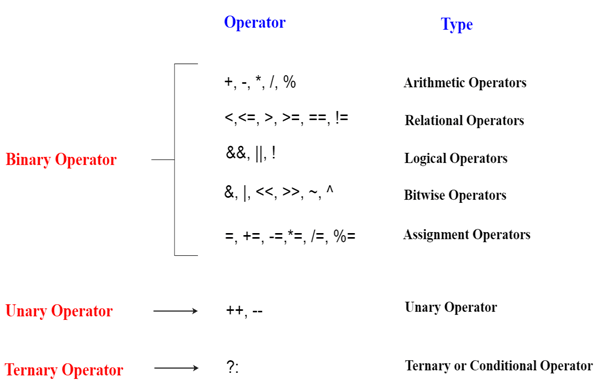 Operator Type
+, -, *, /, % Arithmetic Operators
<,<=, >, >=, ==, != Relational Operators
&&, ||, ! Logical Operators
Binary Operator
&, |, <<, >>, ~, ^ Bitwise Operators
=, +=, -=,*=, /=, %= Assignment Operators
Unary Operator ++, -- Unary Operator
Ternary Operator ?: Ternary or Conditional Operator